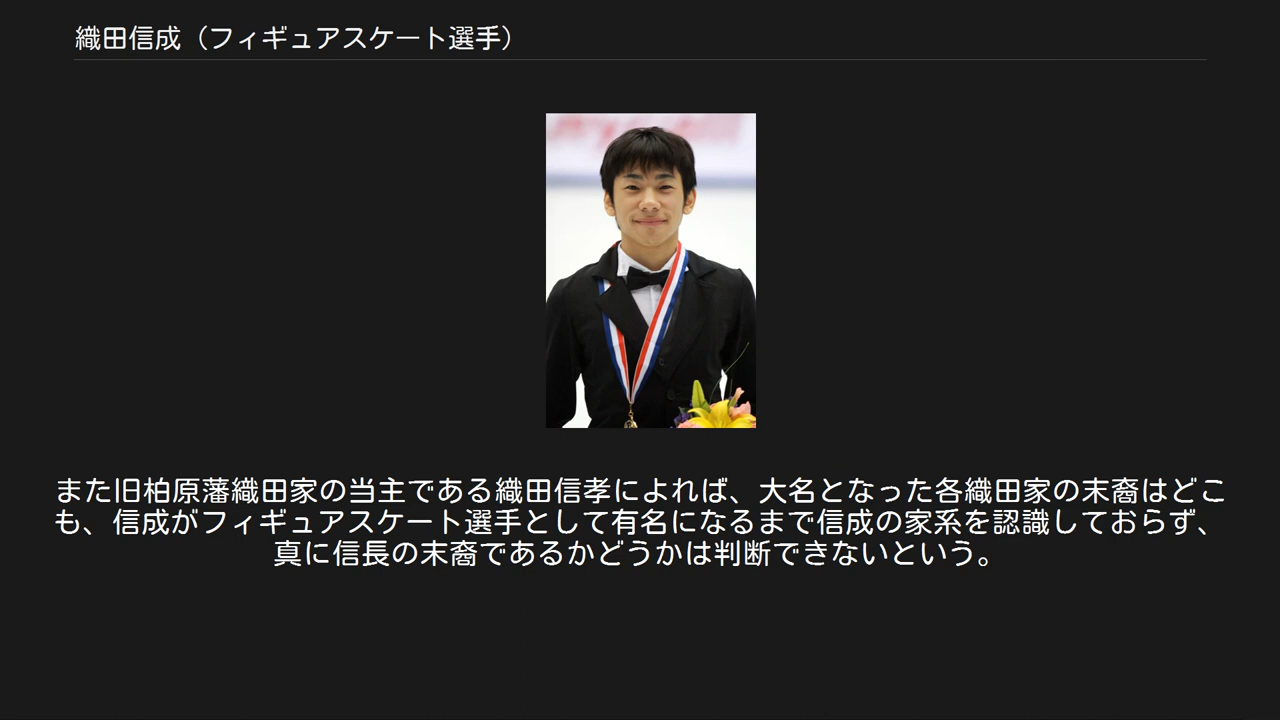 織田信成（フィギュアスケート選手）
また旧柏原藩織田家の当主である織田信孝によれば、大名となった各織田家の末裔はどこ
も、信成がフィギュアスケート選手として有名になるまで信成の家系を認識しておらず、
真に信長の末裔であるかどうかは判断できないという。